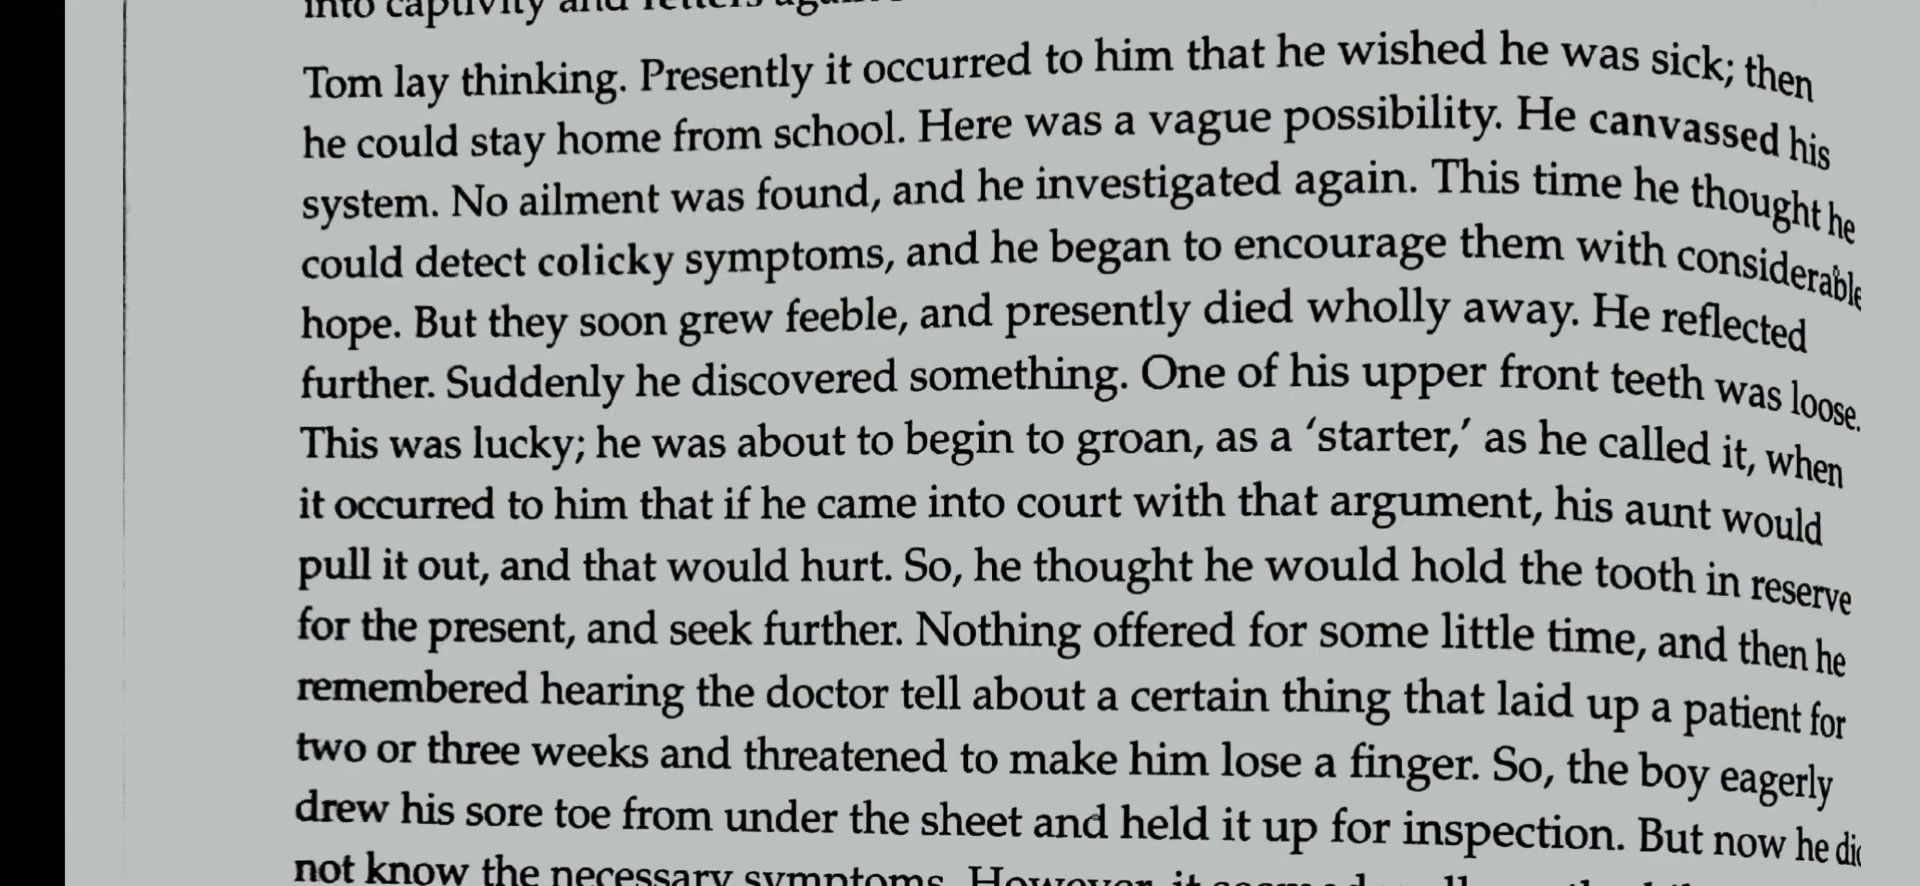 into captivity and
Tom lay thinking. Presently it occurred to him that he wished he was sick; then
he could stay home from school. Here was a vague possibility. He canvassed his
system. No ailment was found, and he investigated again. This time he thought he
could detect colicky symptoms, and he began to encourage them with considerable
hope. But they soon grew feeble, and presently died wholly away. He reflected
further. Suddenly he discovered something. One of his upper front teeth was loose.
This was lucky; he was about to begin to groan, as a ‘starter,’ as he called it, when
it occurred to him that if he came into court with that argument, his aunt would
pull it out, and that would hurt. So, he thought he would hold the tooth in reserve
for the present, and seek further. Nothing offered for some little time, and then he
remembered hearing the doctor tell about a certain thing that laid up a patient for
two or three weeks and threatened to make him lose a finger. So, the boy eagerly
drew his sore toe from under the sheet and held it up for inspection. But now he
not know the necessary symptoms. However, it